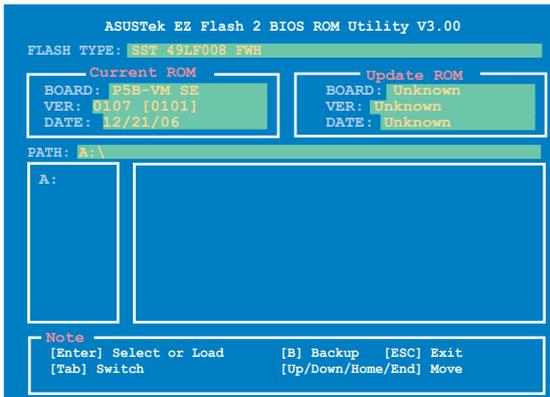 ASUSTek EZ Flash 2 BIOS ROM Utility V3.00
FLASH TYPE: SST 49LF008 FWH
Current ROM
BOARD: P5B-VM SE
VER: 0107 [0101]
DATE: 12/21/06
Update ROM
BOARD: Unknown
VER: Unknown
DATE: Unknown
PATH: A:\
A:
Note
[Enter] Select or Load [B] Backup [ESC] Exit
[Tab] Switch [Up/Down/Home/End] Move